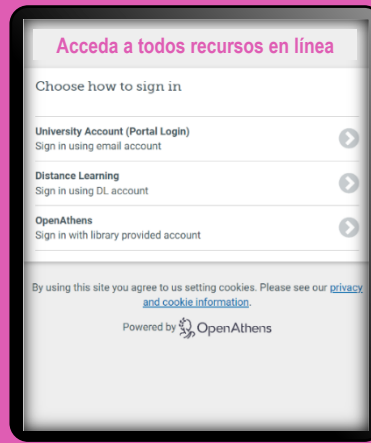 Acceda a todos recursos en línea
Choose how to sign in
University Account (Portal Login)
Sign in using email account
Distance Learning
Sign in using DL account
OpenAthens
Sign in with library provided account
By using this site you agree to us setting cookies. Please see our privacy
and cookie information.
Powered by OpenAthens